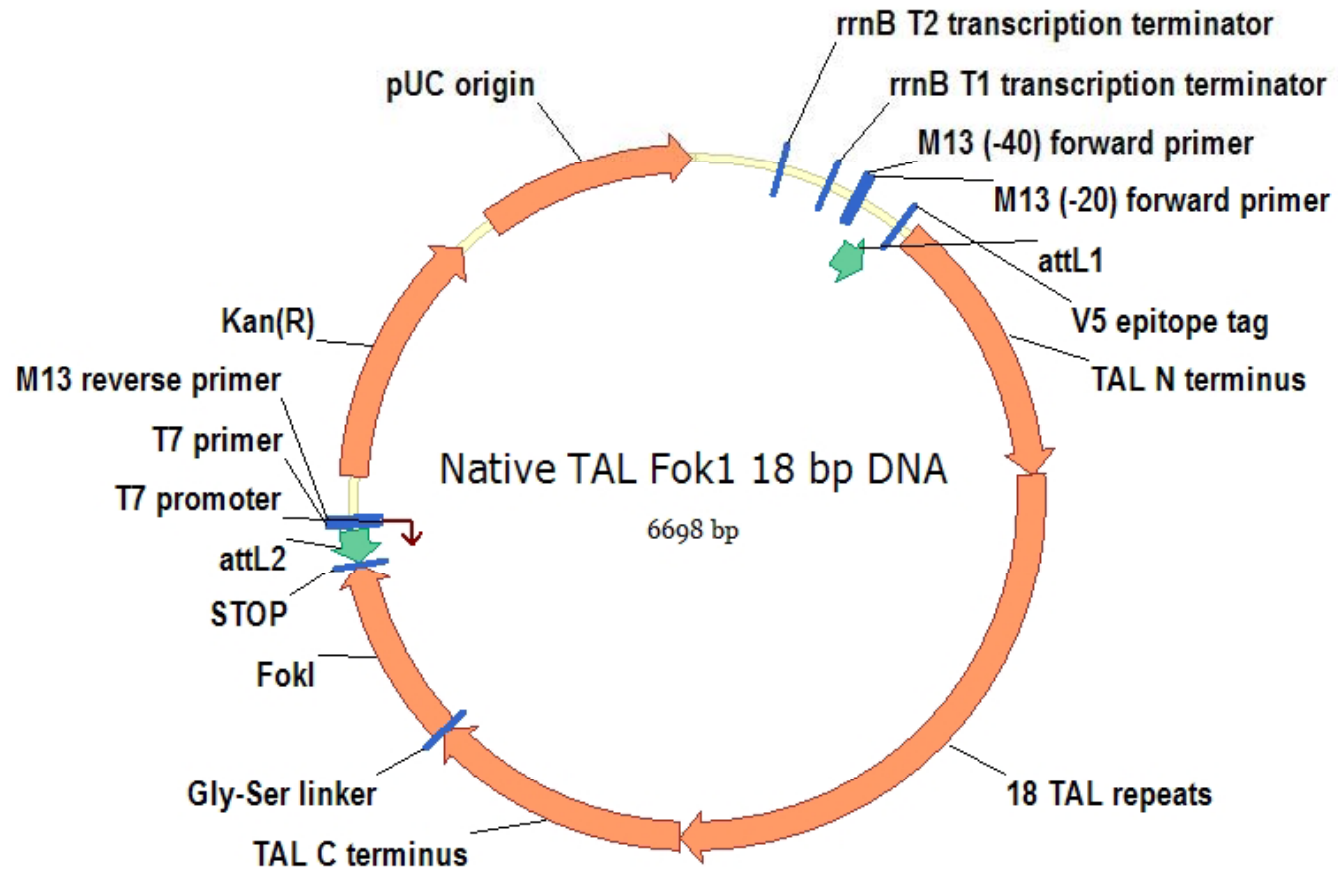 rrnB T2 transcription terminator
pUC origin
rrnB T1 transcription terminator
M13 (-40) forward primer
M13 (-20) forward primer
attL1
V5 epitope tag
Kan(R)
TAL N terminus
M13 reverse primer
T7 primer
Native TAL Fok1 18 bp DNA
T7 promoter
6698 bp
attL2
STOP
FokI
Gly-Ser linker
18 TAL repeats
TAL C terminus